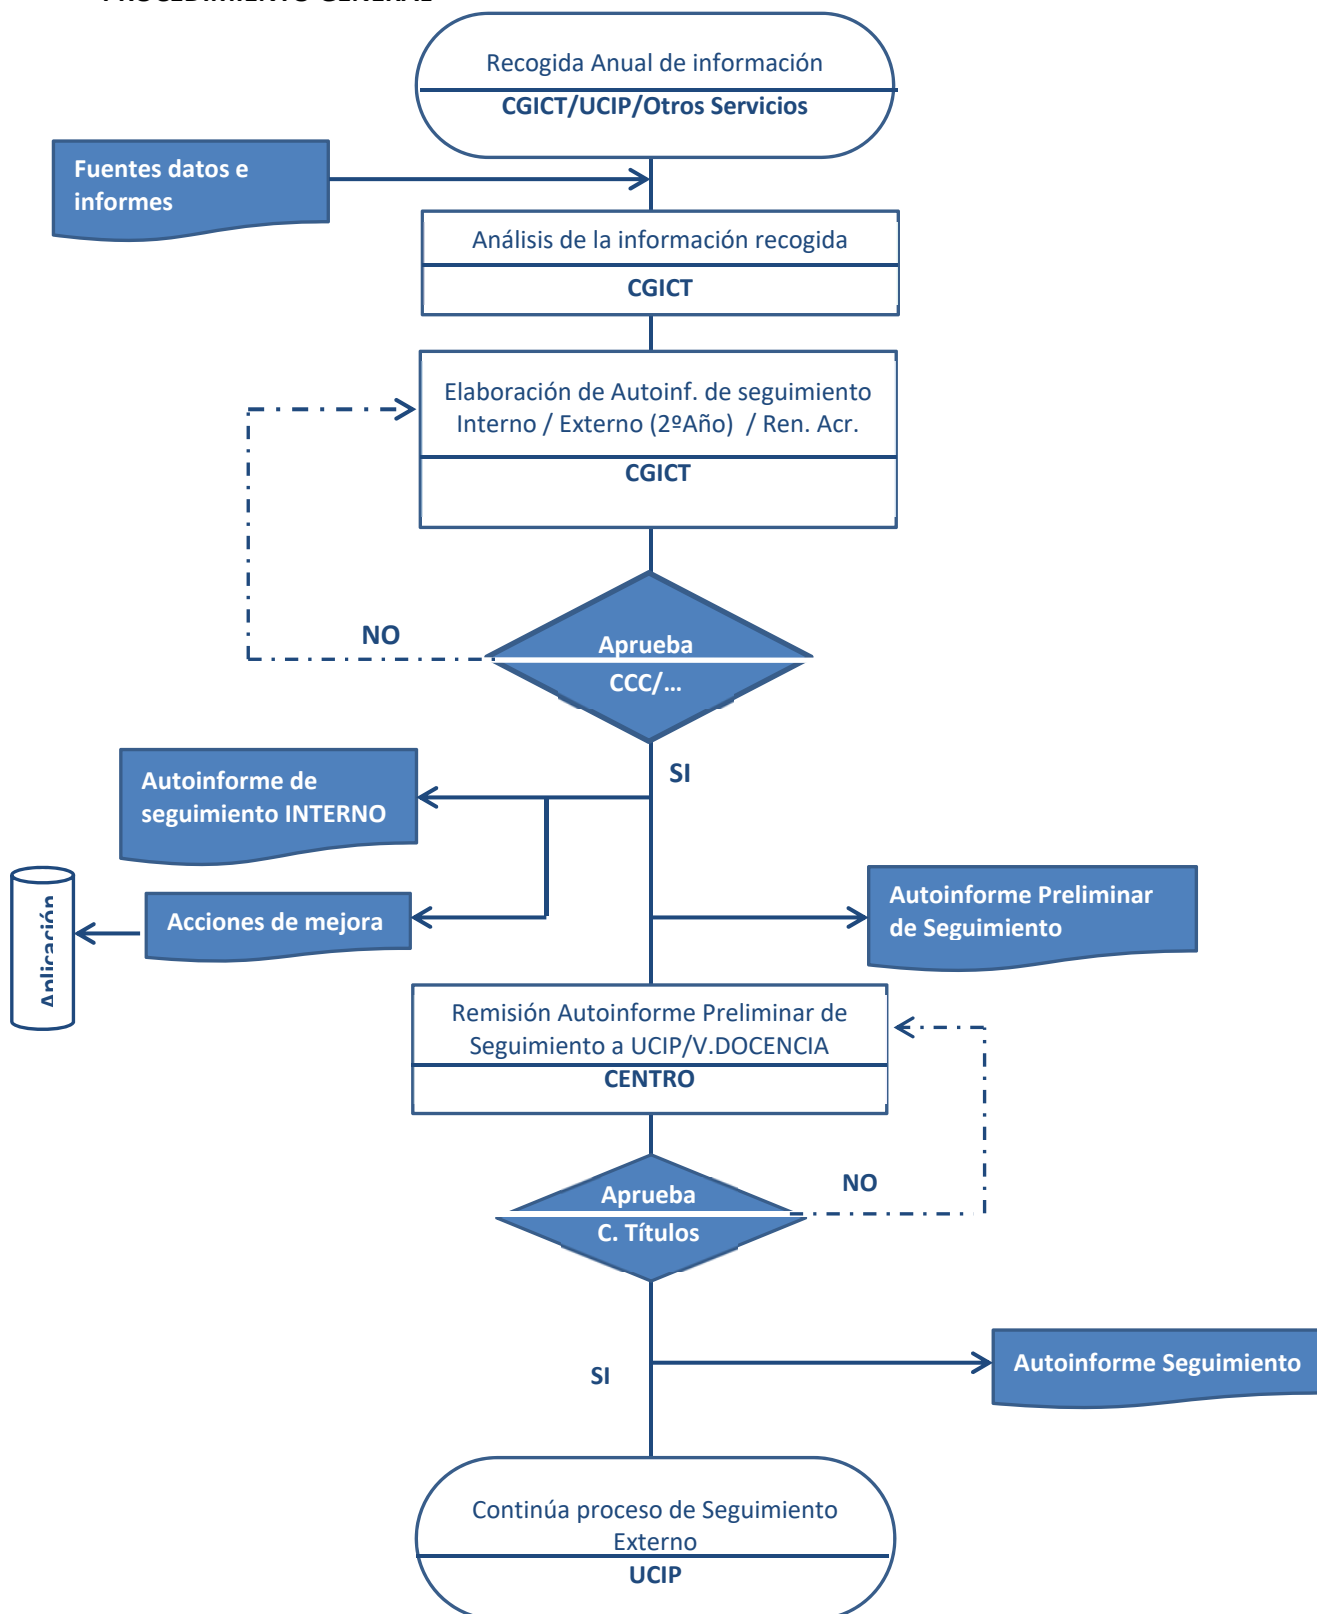 PROCEDIMIENTO GENERAL
Recogida Anual de información
CGICT/UCIP/Otros Servicios
Fuentes datos e
informes
Análisis de la información recogida
CGICT
Elaboración de Autoinf. de seguimiento
Interno / Externo (2ºAño) / Ren. Acr.
CGICT
NO
Aprueba
CCC/...
SI
Autoinforme de
seguimiento INTERNO
Aplicación
Acciones de mejora
Autoinforme Preliminar
de Seguimiento
Remisión Autoinforme Preliminar de
Seguimiento a UCIP/V.DOCENCIA
CENTRO
Aprueba
C. Títulos
NO
SI
Autoinforme Seguimiento
Continúa proceso de Seguimiento
Externo
UCIP